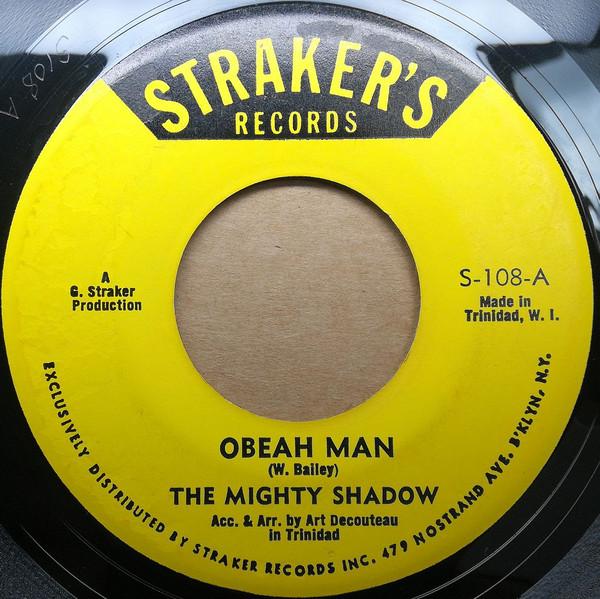 STRAKER'S
RECORDS
S108 A
A
G. Straker
Production
S-108-A
Made in
Trinidad, W. I.
OBEAH MAN
(W. Bailey)
THE MIGHTY SHADOW
Acc. & Arr. by Art Decouteau
in Trinidad
EXCLUSIVELY DISTRIBUTED BY STRAKER RECORDS INC. 479 NOSTRAND AVE. B'KLYN, N.Y.